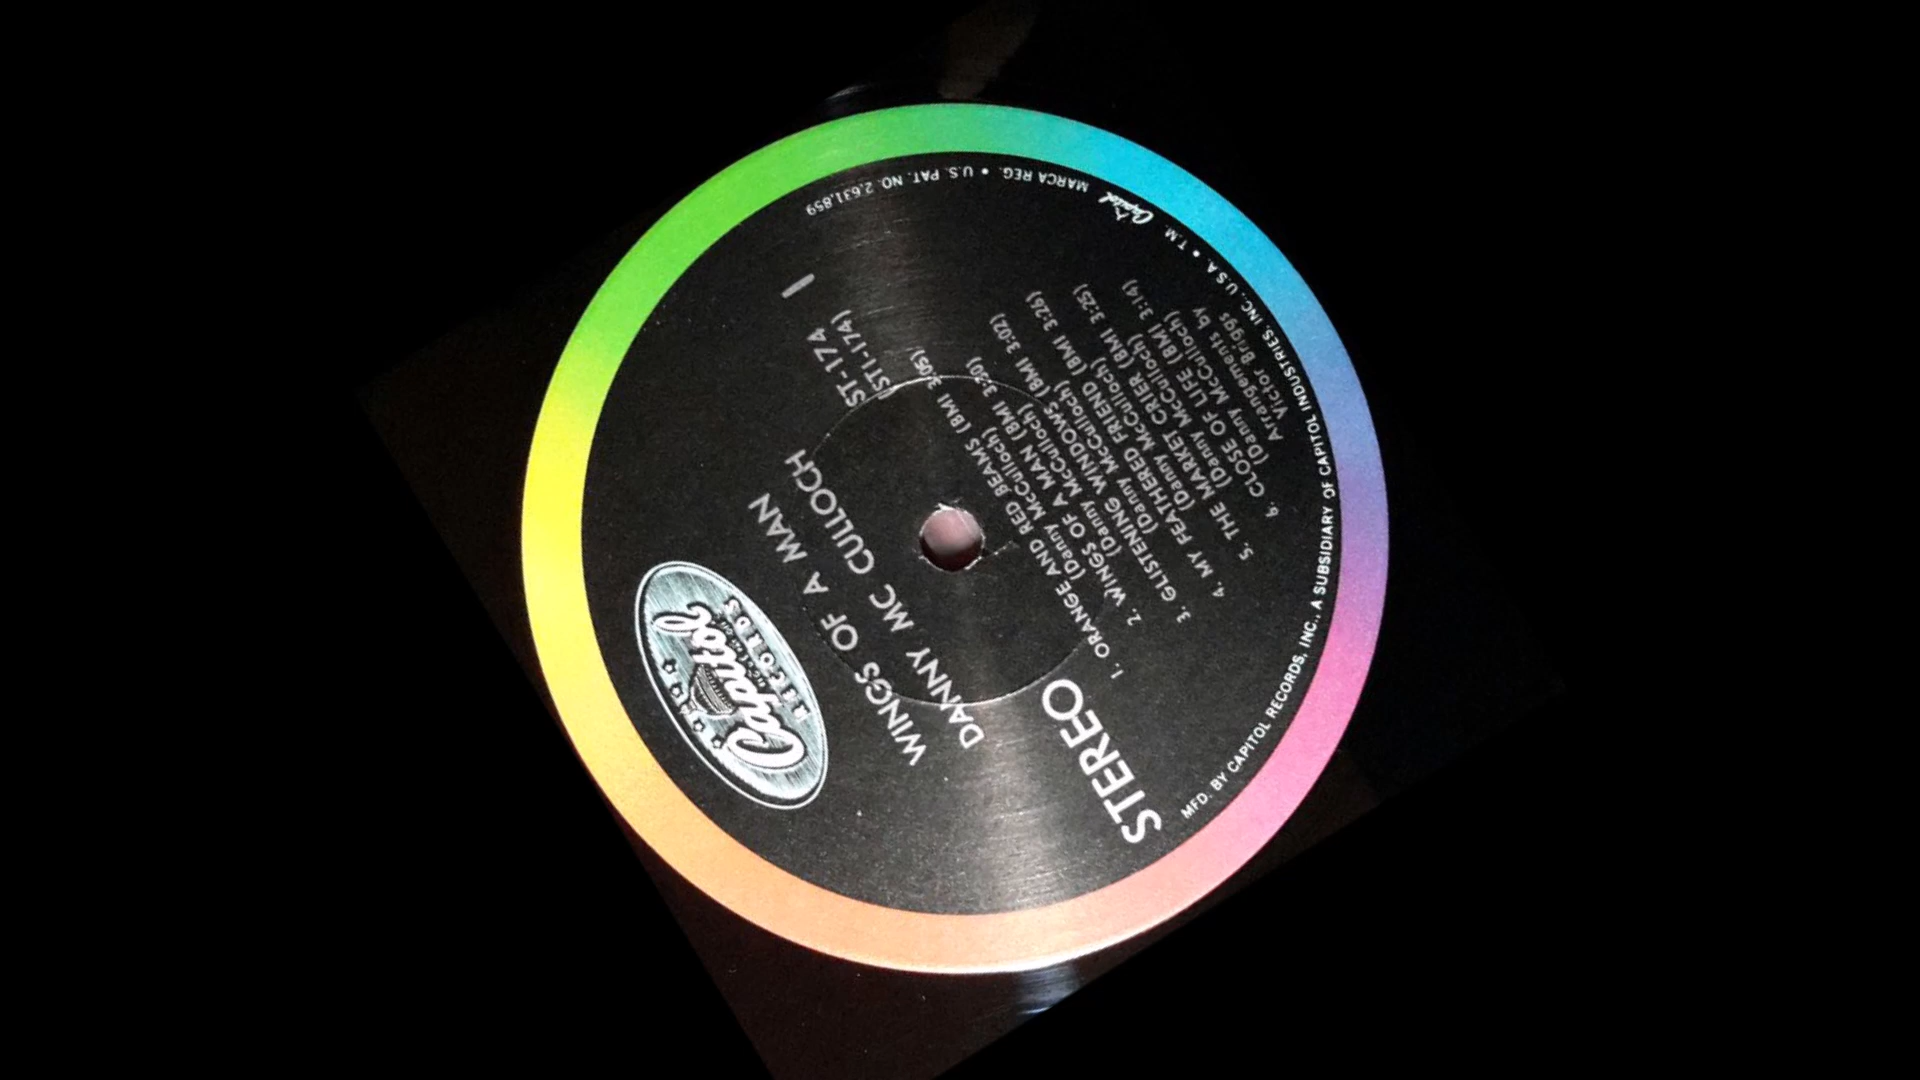 Capitol
RECORDS
WINGS OF A MAN
DANNY MC CULLOCH
STEREO
ST-174
(ST1-174)
1
1. ORANGE AND RED BEAMS (BMI 3:05)
(Danny McCulloch)
2. WINGS OF A MAN (BMI 3:30)
(Danny McCulloch)
3. GLISTENING WINDOWS (BMI 3:02)
(Danny McCulloch)
4. MY FEATHERED FRIEND (BMI 3:26)
(Danny McCulloch)
5. THE MARKET CRIER (BMI 3:25)
(Danny McCulloch)
6. CLOSE OF LIFE (BMI 3:14)
(Danny McCulloch)
Arrangements by
Victor Briggs
MFD. BY CAPITOL RECORDS, INC., A SUBSIDIARY OF CAPITOL INDUSTRIES, INC., U.S.A. • T.M. Capitol MARCA REG. • U.S. PAT. NO. 2,631,859